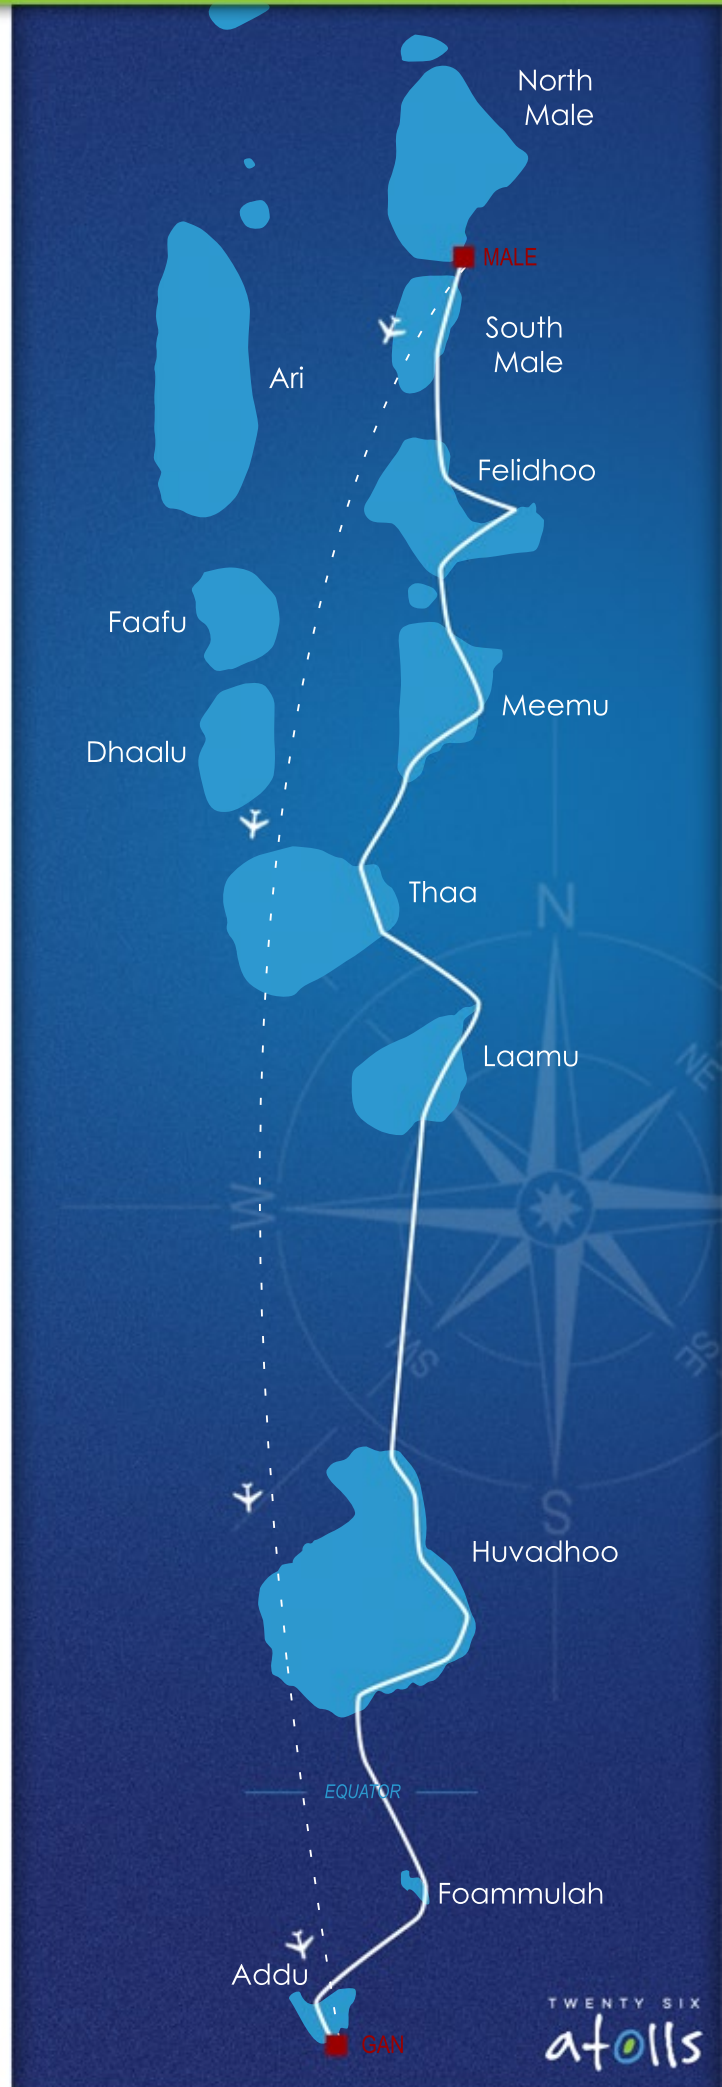 North
Male
MALE
South
Male
Ari
Felidhoo
Faafu
Meemu
Dhaalu
Thaa
N
Laamu
NE
W
SW
SE
S
Huvadhoo
EQUATOR
Foammulah
Addu
TWENTY SIX
atolls
GAN